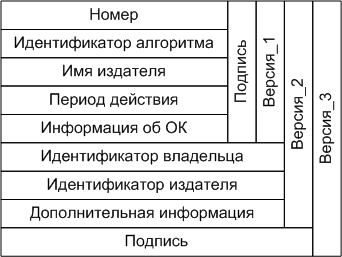 Номер
Идентификатор алгоритма
Имя издателя
Период действия
Информация об ОК
Подпись
Версия_1
Идентификатор владельца
Идентификатор издателя
Дополнительная информация
Версия_2
Подпись
Версия_3